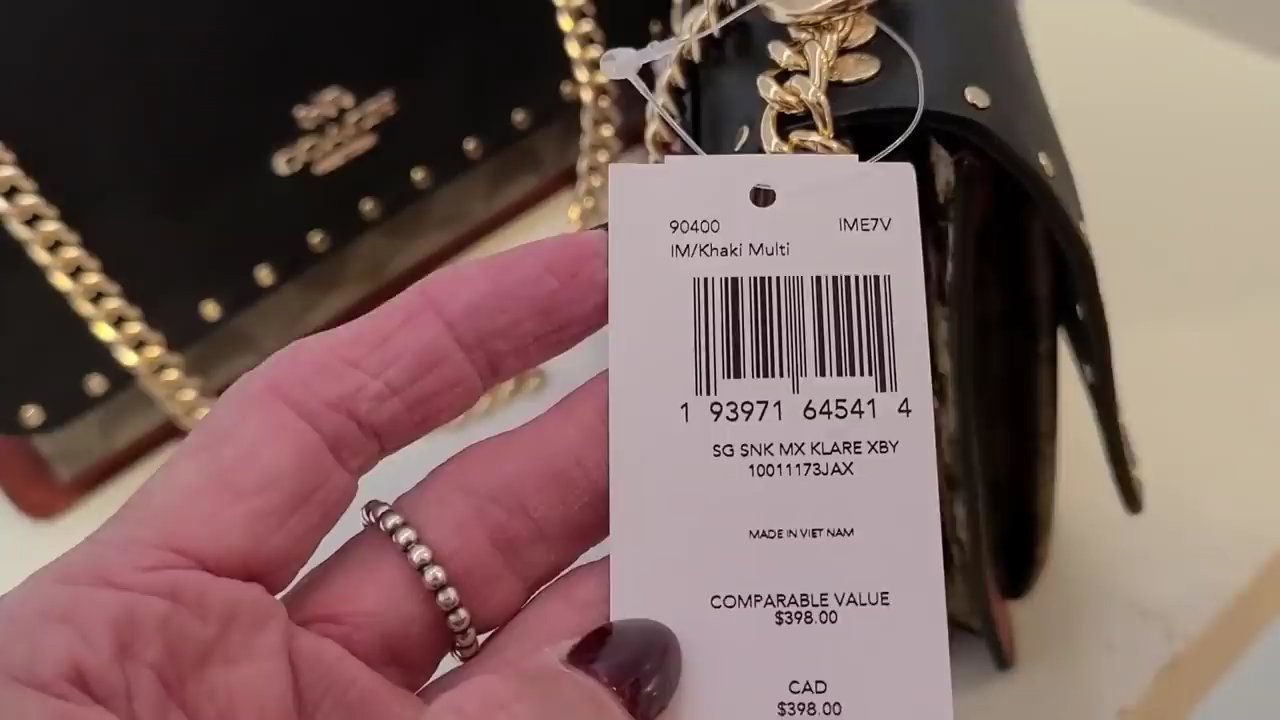 COACH
90400 IME7V
IM/Khaki Multi
1 93971 64541 4
SG SNK MX KLARE XBY
10011173JAX
MADE IN VIET NAM
COMPARABLE VALUE
$398.00
CAD
$398.00